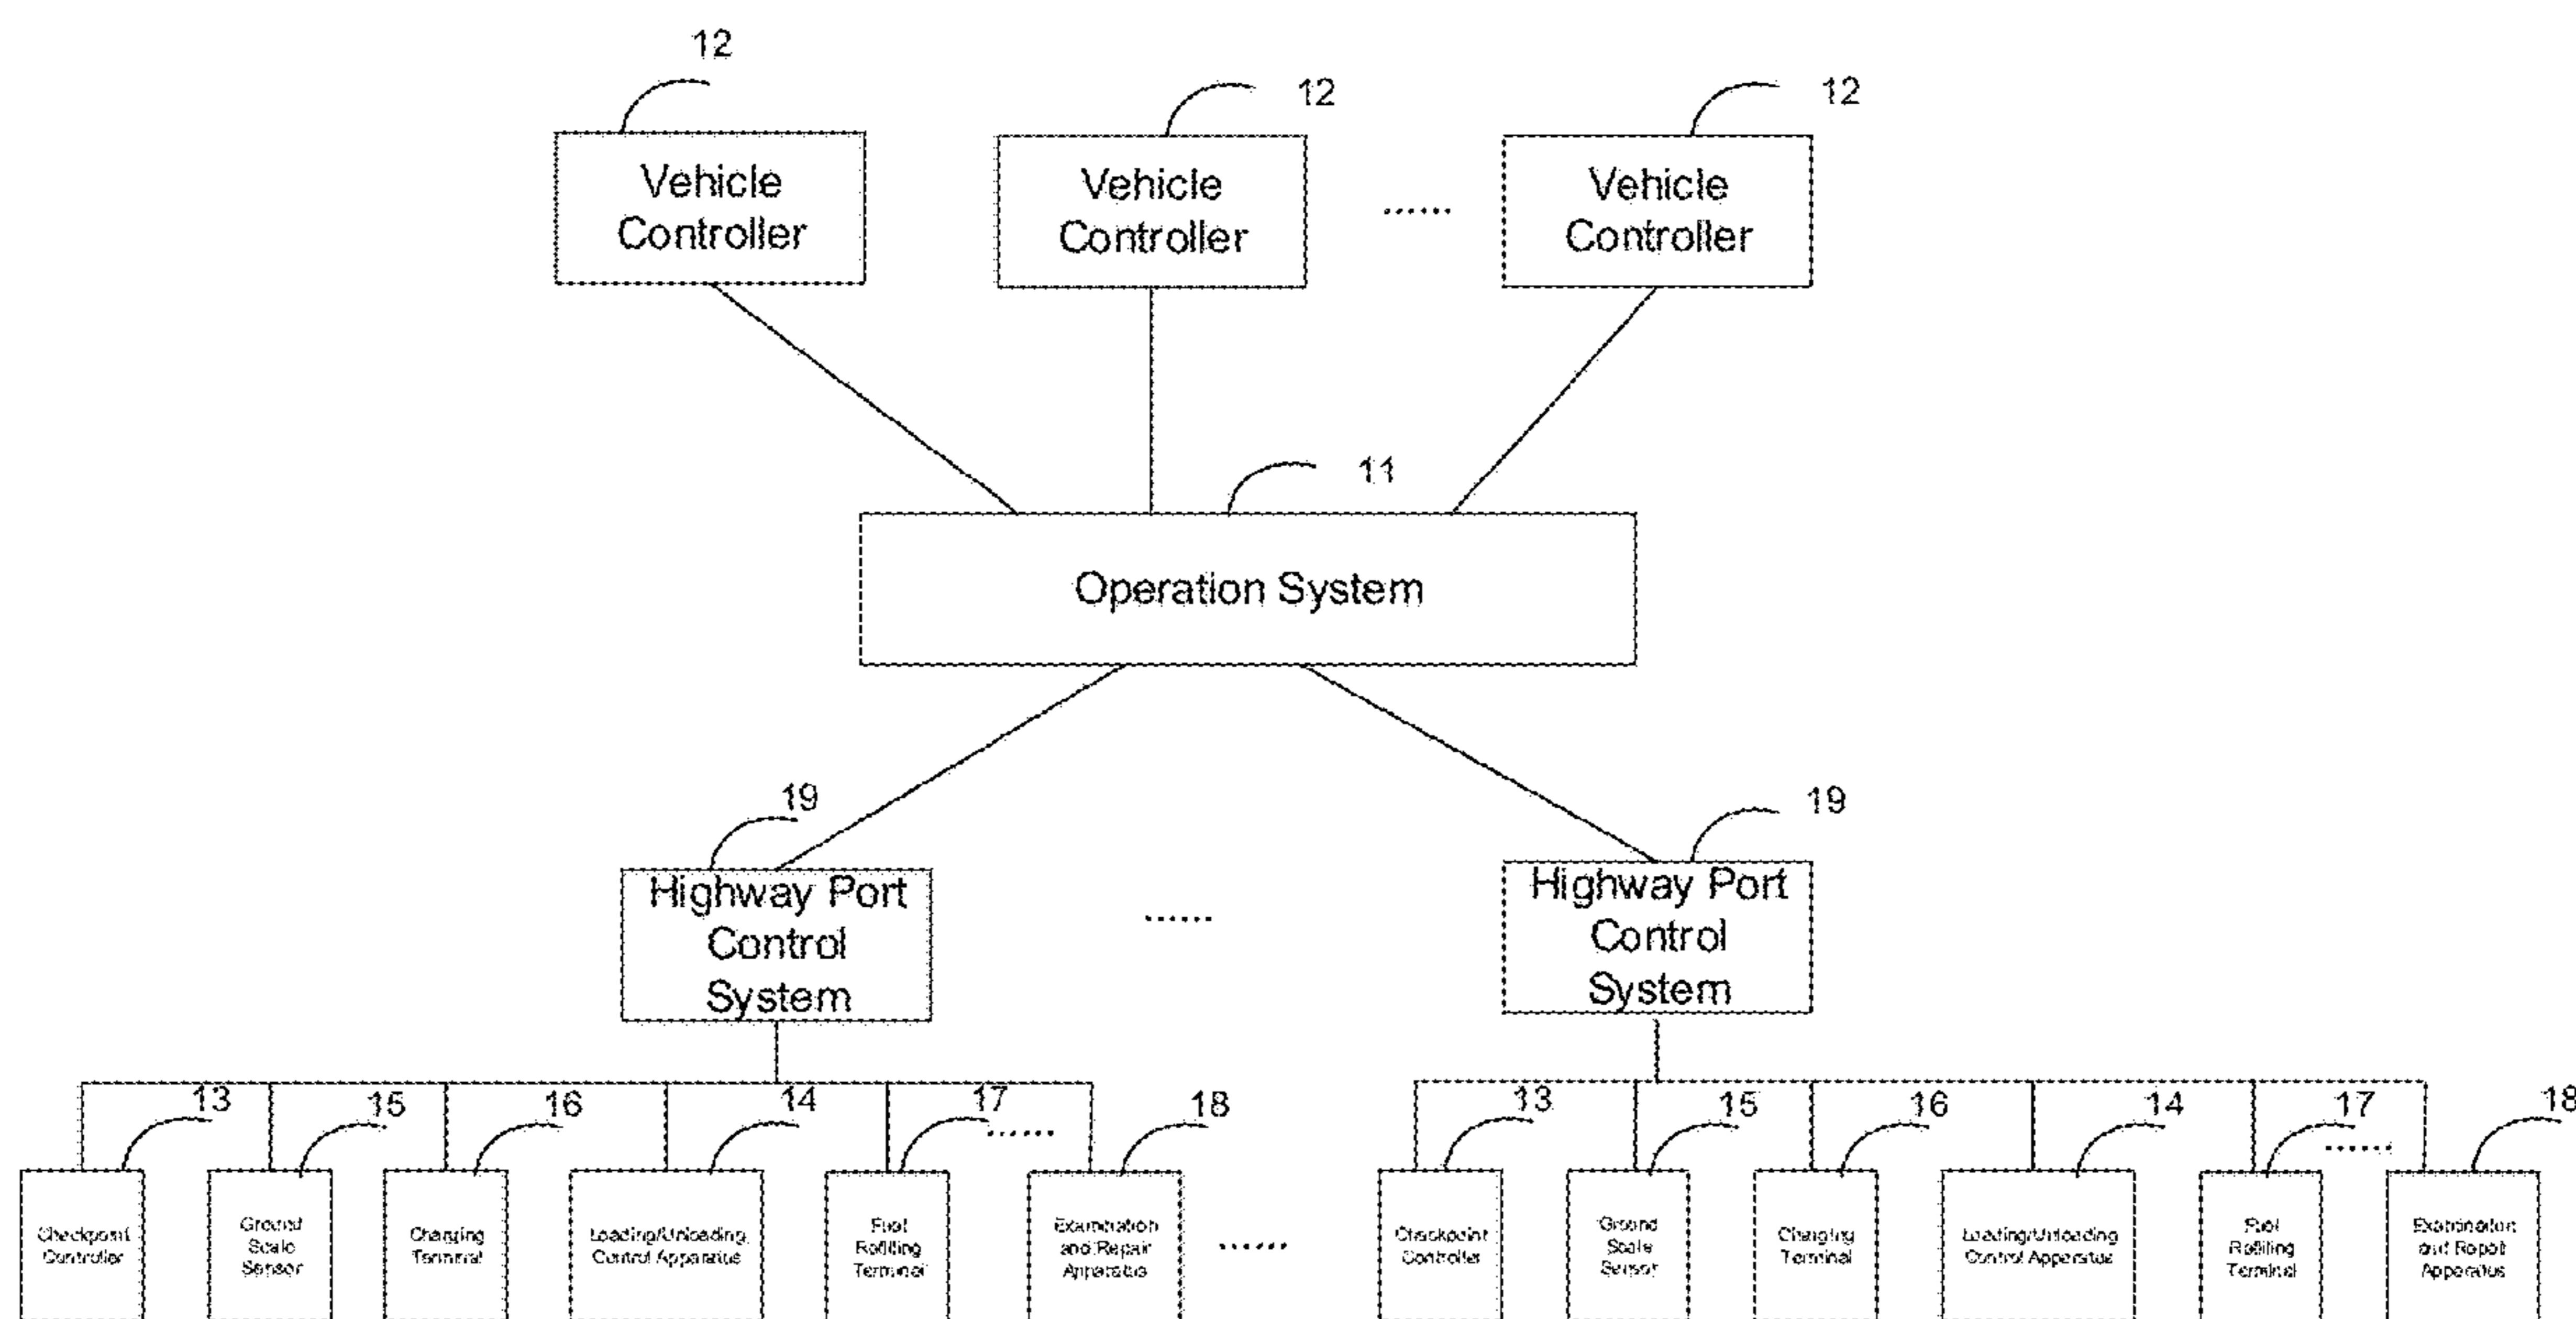 12
12
12
Vehicle
Controller
Vehicle
Controller
......
Vehicle
Controller
11
Operation System
19
19
Highway Port
Control
System
......
Highway Port
Control
System
13
15
16
14
17
......
18
13
15
16
14
17
......
18
Checkpoint
Controller
Ground
Scale
Sensor
Charging
Terminal
Loading/Unloading
Control Apparatus
Fuel
Refilling
Terminal
Examination
and Repair
Apparatus
......
Checkpoint
Controller
Ground
Scale
Sensor
Charging
Terminal
Loading/Unloading
Control Apparatus
Fuel
Refilling
Terminal
Examination
and Repair
Apparatus